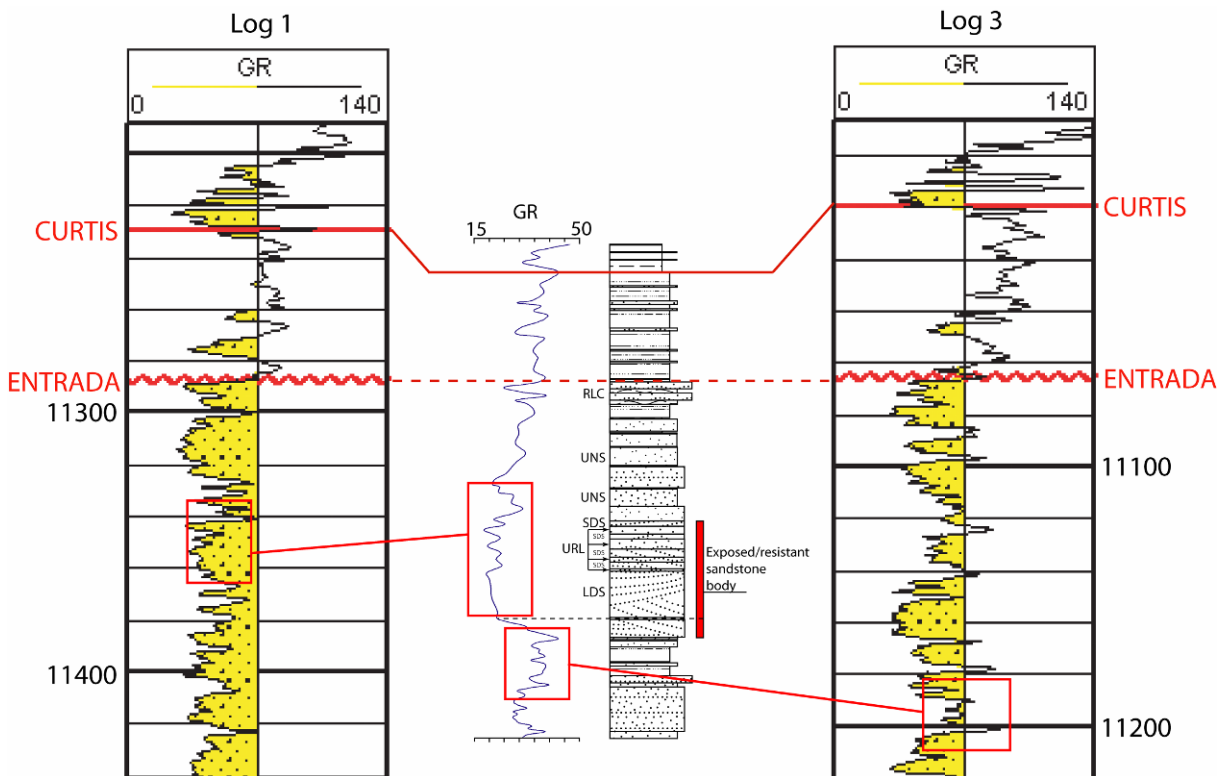 Log 1
Log 3
GR
0 140
GR
0 140
GR
15 50
CURTIS
CURTIS
ENTRADA
ENTRADA
11300
11400
11100
11200
RLC
UNS
UNS
SDS
SDS
URL
SDS
SDS
LDS
Exposed/resistant
sandstone
body